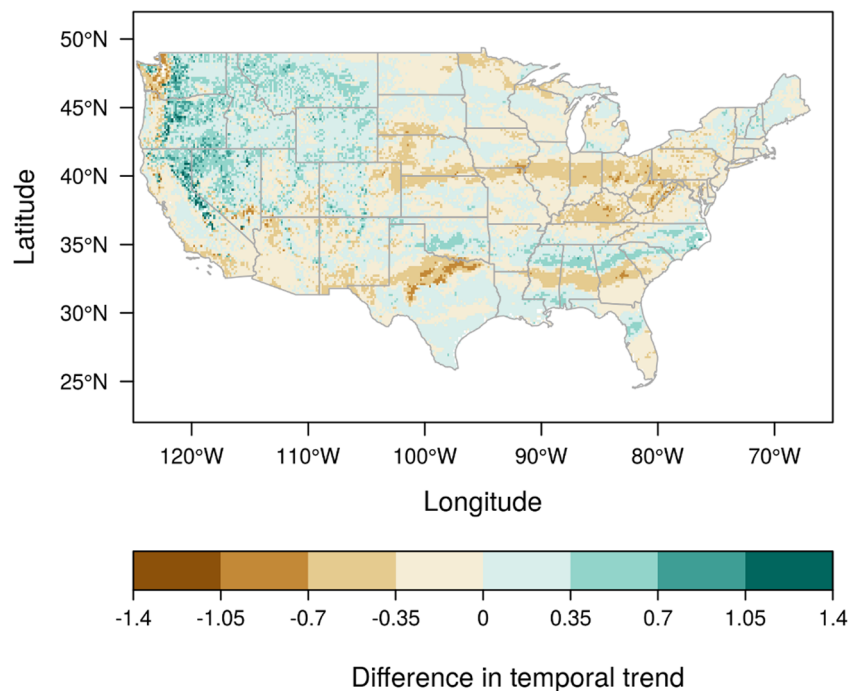 50°N
45°N
40°N
35°N
30°N
25°N
Latitude
120°W 110°W 100°W 90°W 80°W 70°W
Longitude
-1.4 -1.05 -0.7 -0.35 0 0.35 0.7 1.05 1.4
Difference in temporal trend